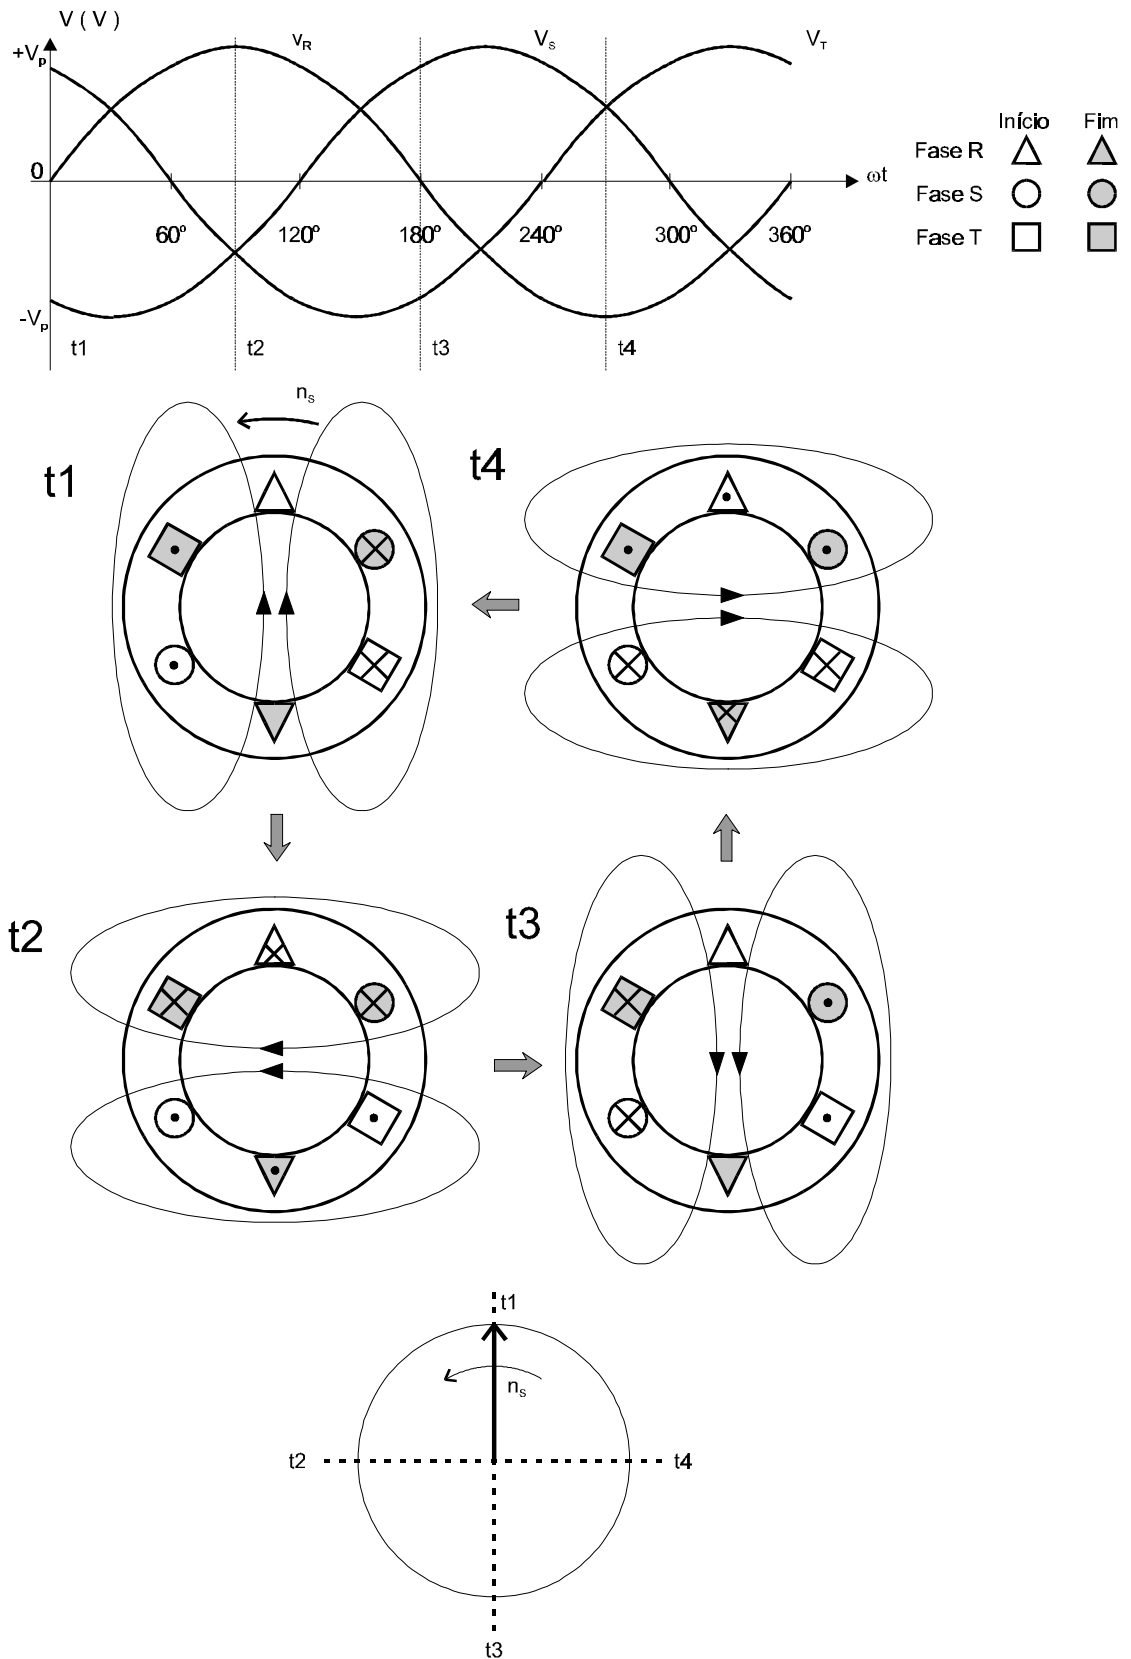 V ( V )
+Vp
vR
VS
VT
0
ωt
60º
120º
180º
240º
300º
360º
-Vp
t1
t2
t3
t4
Início Fim
Fase R
Fase S
Fase T
nS
t1
t4
t2
t3
t1
nS
t2
t4
t3